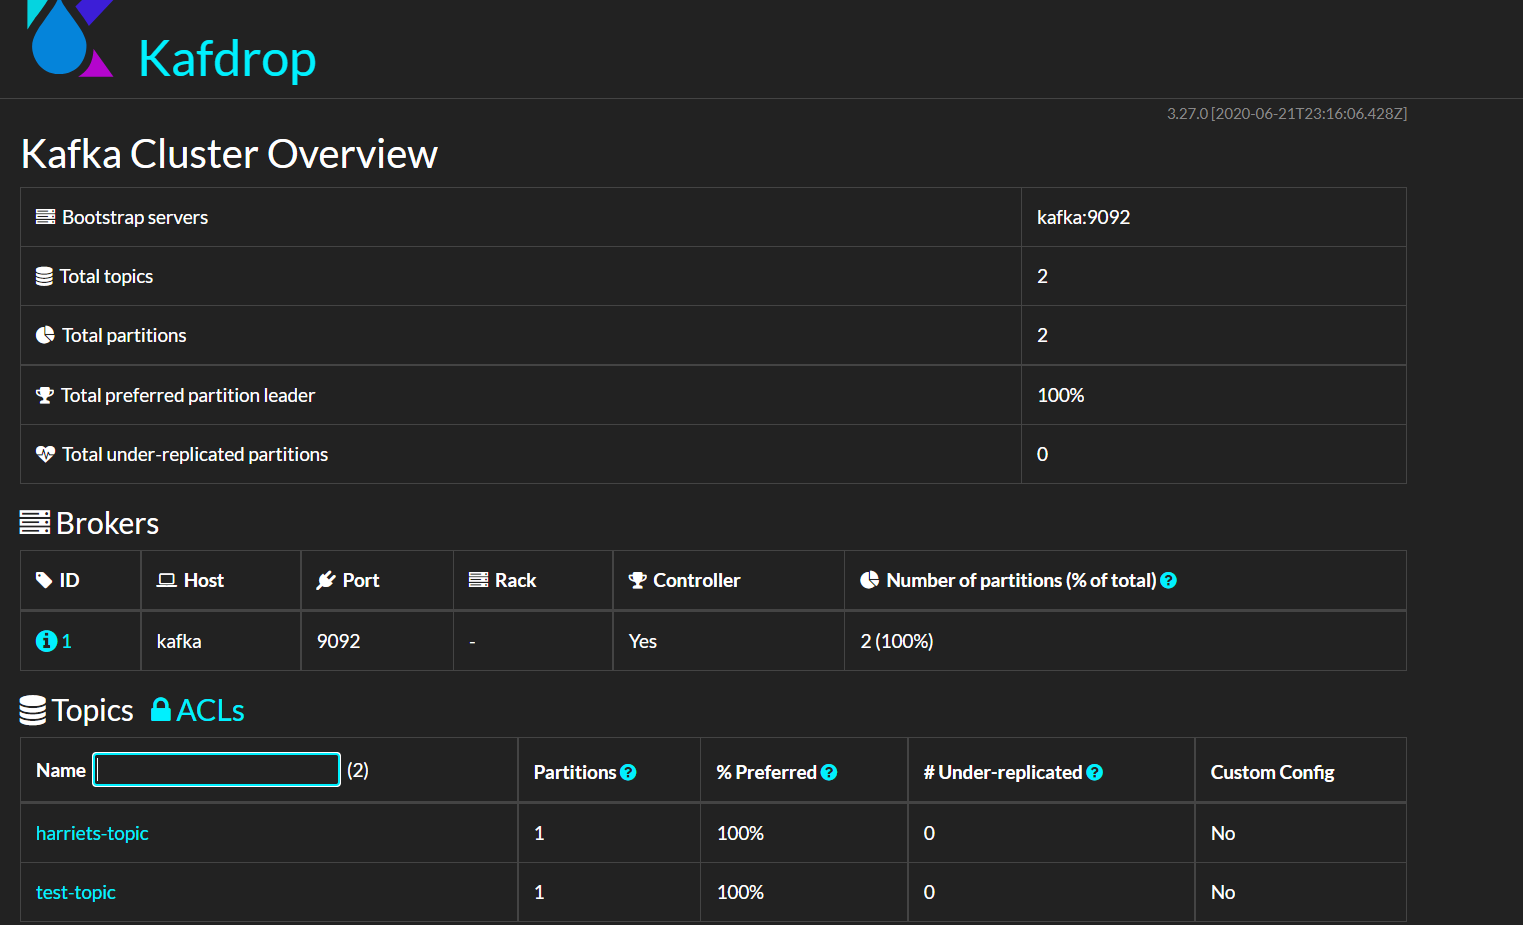 Kafdrop
3.27.0 [2020-06-21T23:16:06.428Z]
Kafka Cluster Overview
Bootstrap servers kafka:9092
Total topics 2
Total partitions 2
Total preferred partition leader 100%
Total under-replicated partitions 0
Brokers
ID Host Port Rack Controller Number of partitions (% of total) ?
1 kafka 9092 - Yes 2 (100%)
Topics ACLs
Name (2) Partitions ? % Preferred ? # Under-replicated ? Custom Config
harriets-topic 1 100% 0 No
test-topic 1 100% 0 No